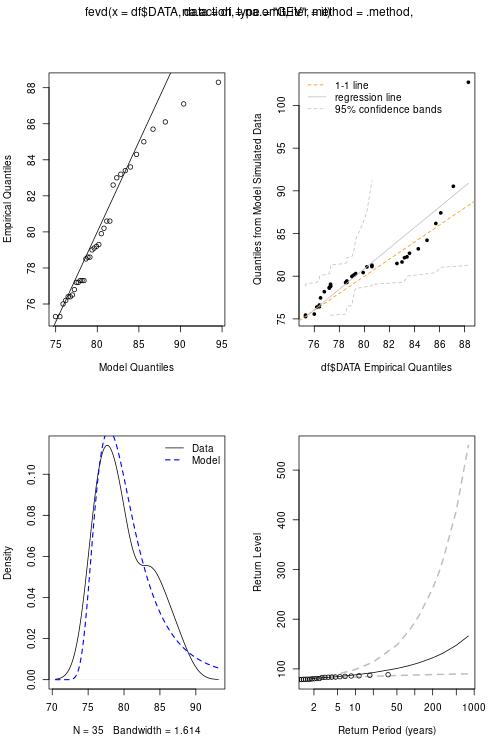 fevd(x = df$DATA,
method = .method,
76 78 80 82 84 86 88
Empirical Quantiles
75 80 85 90 95
Model Quantiles
1-1 line
regression line
95% confidence bands
75 80 85 90 95 100
Quantiles from Model Simulated Data
76 78 80 82 84 86 88
df$DATA Empirical Quantiles
Data
Model
0.00 0.02 0.04 0.06 0.08 0.10
Density
70 75 80 85 90
N = 35 Bandwidth = 1.614
100 200 300 400 500
Return Level
2 5 10 50 200 1000
Return Period (years)